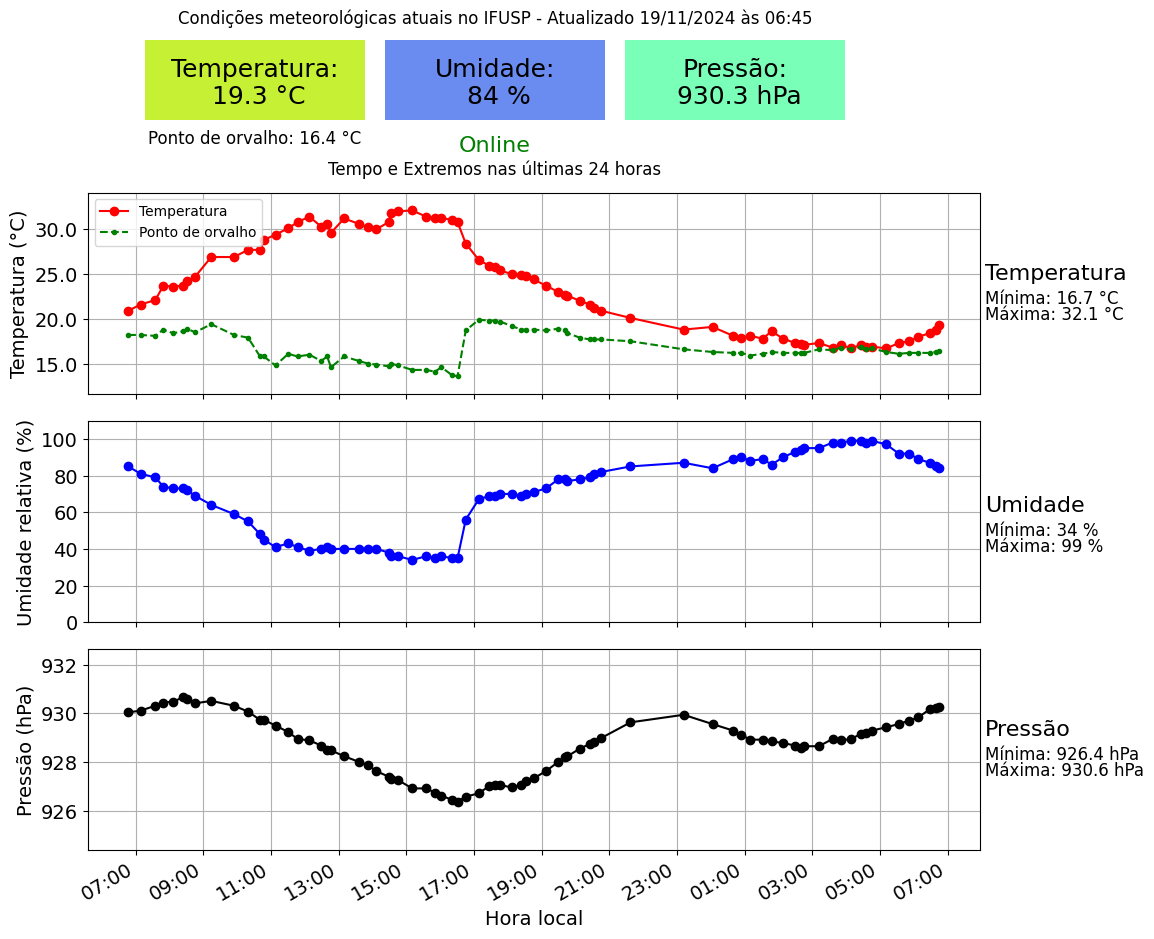 Condições meteorológicas atuais no IFUSP - Atualizado 19/11/2024 às 06:45
Temperatura:
19.3 °C
Umidade:
84 %
Pressão:
930.3 hPa
Ponto de orvalho: 16.4 °C
Online
Tempo e Extremos nas últimas 24 horas
Temperatura
Ponto de orvalho
Temperatura (°C)
30.0
25.0
20.0
15.0
Temperatura
Mínima: 16.7 °C
Máxima: 32.1 °C
Umidade relativa (%)
100
80
60
40
20
0
Umidade
Mínima: 34 %
Máxima: 99 %
Pressão (hPa)
932
930
928
926
Pressão
Mínima: 926.4 hPa
Máxima: 930.6 hPa
07:00 09:00 11:00 13:00 15:00 17:00 19:00 21:00 23:00 01:00 03:00 05:00 07:00
Hora local